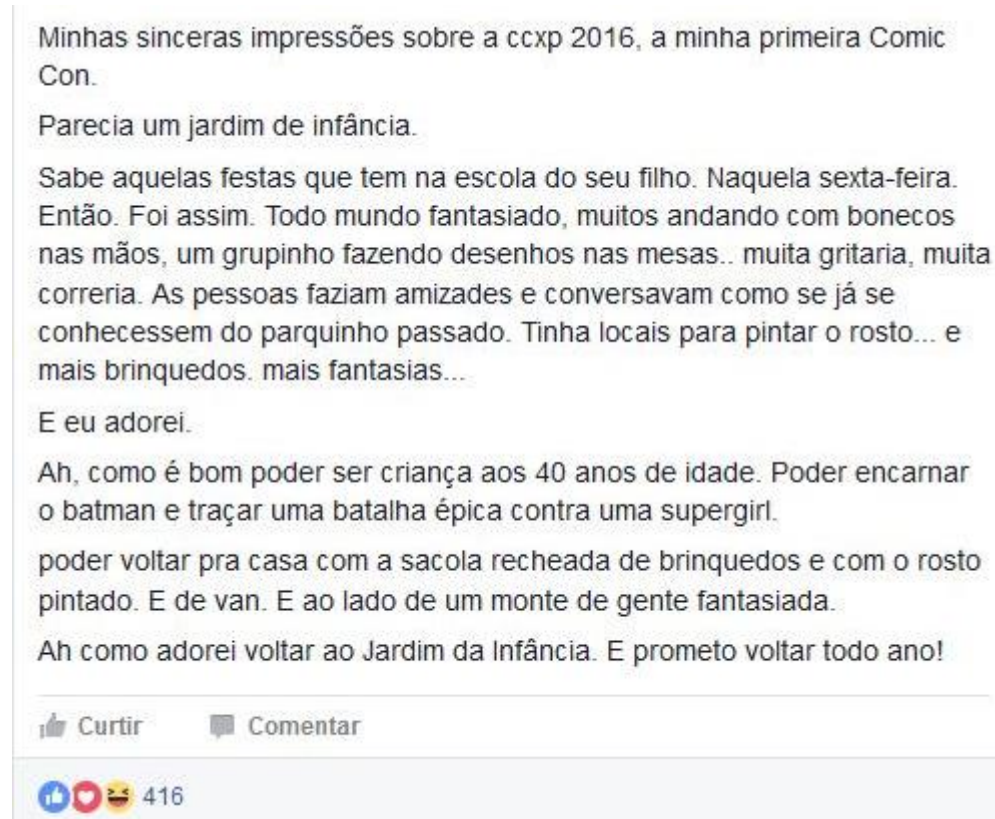 Minhas sinceras impressões sobre a ccxp 2016, a minha primeira Comic
Con.
Parecia um jardim de infância.
Sabe aquelas festas que tem na escola do seu filho. Naquela sexta-feira.
Então. Foi assim. Todo mundo fantasiado, muitos andando com bonecos
nas mãos, um grupinho fazendo desenhos nas mesas.. muita gritaria, muita
correria. As pessoas faziam amizades e conversavam como se já se
conhecessem do parquinho passado. Tinha locais para pintar o rosto... e
mais brinquedos. mais fantasias...
E eu adorei.
Ah, como é bom poder ser criança aos 40 anos de idade. Poder encarnar
o batman e traçar uma batalha épica contra uma supergirl.
poder voltar pra casa com a sacola recheada de brinquedos e com o rosto
pintado. E de van. E ao lado de um monte de gente fantasiada.
Ah como adorei voltar ao Jardim da Infância. E prometo voltar todo ano!
Curtir Comentar
416